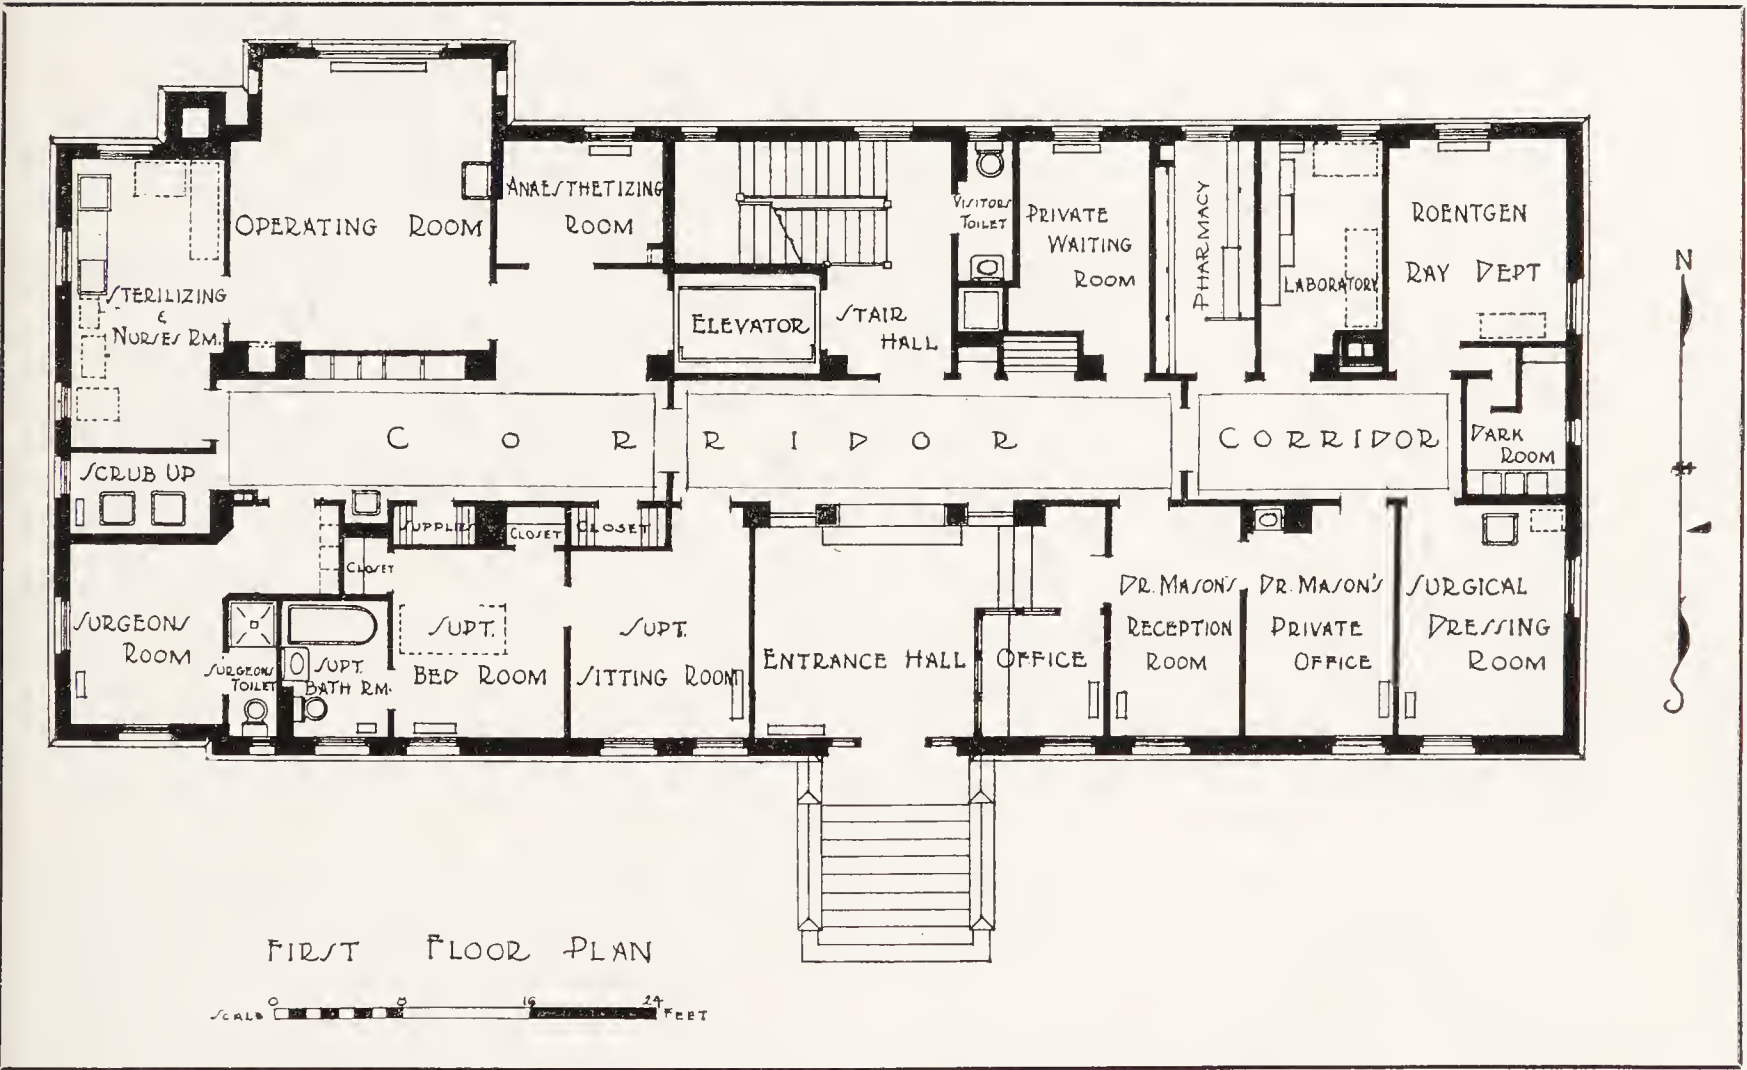 OPERATING ROOM
ANAESTHETIZING
ROOM
STERILIZING
&
NURSES RM.
ELEVATOR
STAIR
HALL
VISITORS
TOILET
PRIVATE
WAITING
ROOM
PHARMACY
LABORATORY
ROENTGEN
RAY DEPT
N
CORRIDOR
CORRIDOR
DARK
ROOM
SCRUB UP
SUPPLIES
CLOSET
CLOSET
CLOSET
SURGEONS
ROOM
SURGEONS
TOILET
SUPT.
BATH RM.
SUPT.
BED ROOM
SUPT.
SITTING ROOM
ENTRANCE HALL
OFFICE
DR. MASON'S
RECEPTION
ROOM
DR. MASON'S
PRIVATE
OFFICE
SURGICAL
DRESSING
ROOM
FIRST FLOOR PLAN
SCALE 0 8 16 24 FEET